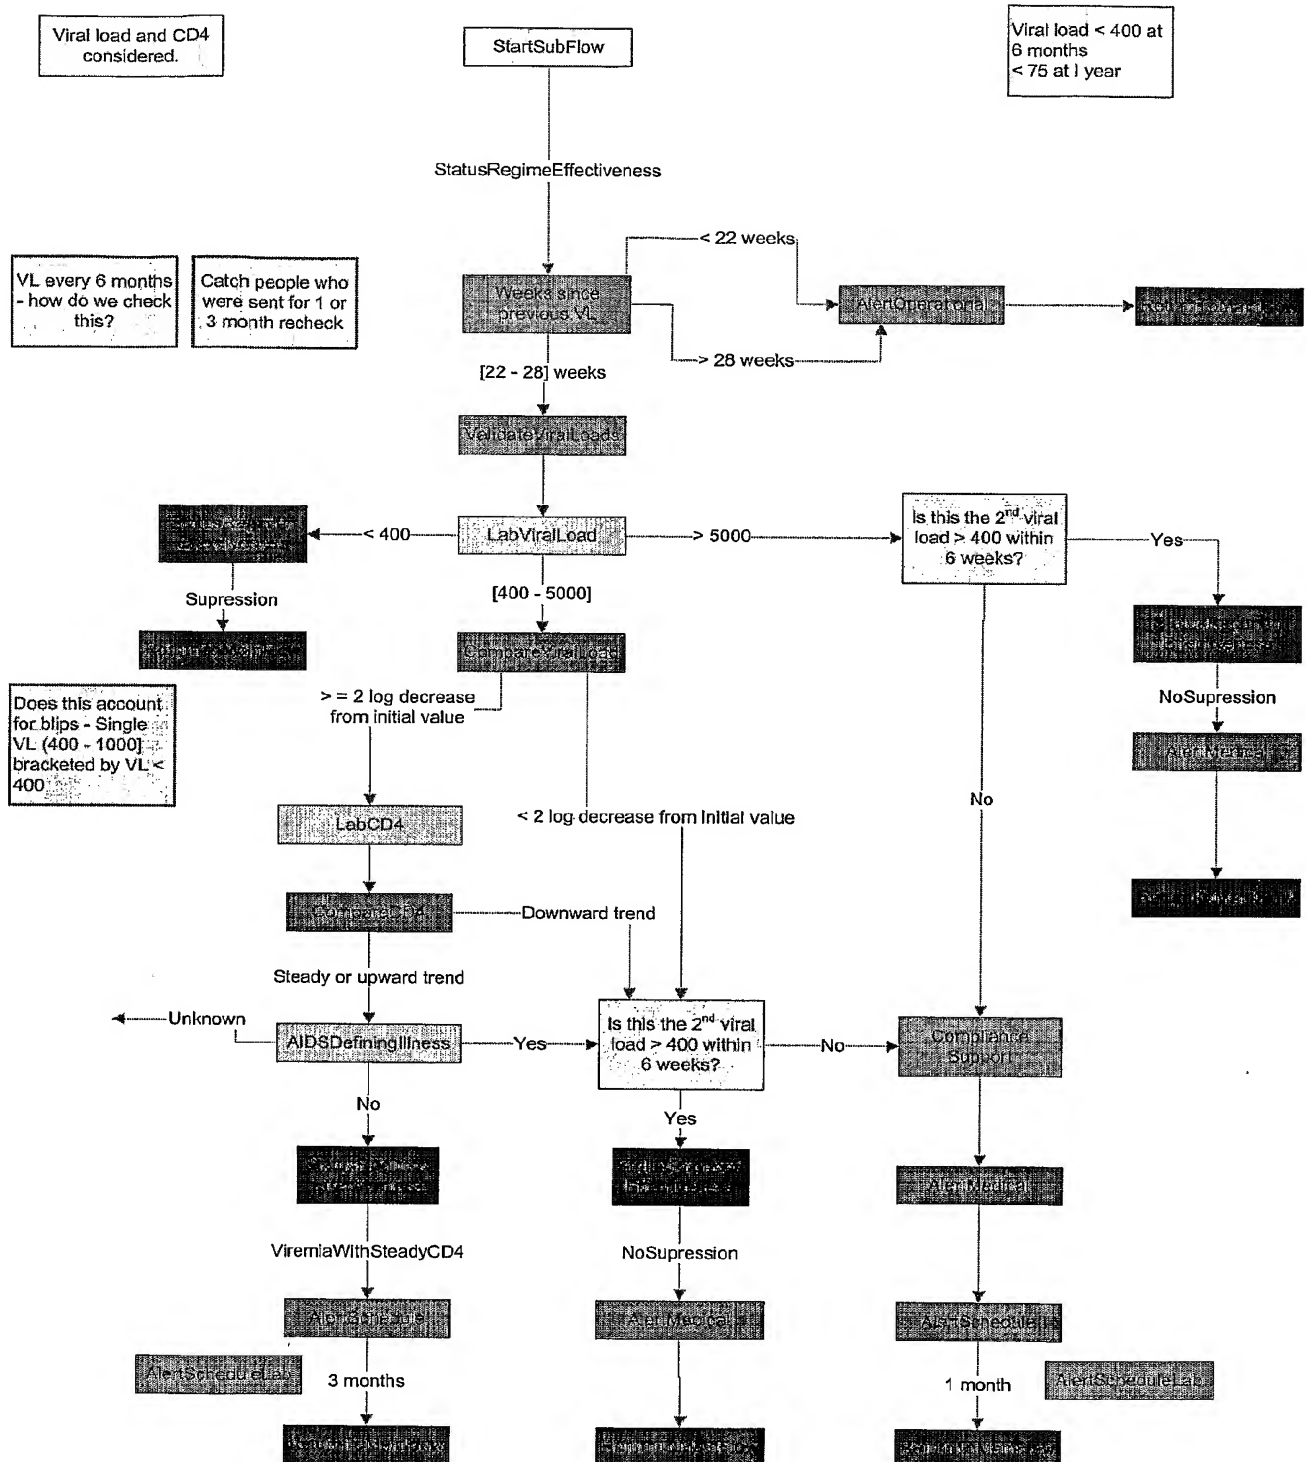 Viral load and CD4
considered.
StartSubFlow
Viral load < 400 at
6 months
< 75 at I year
StatusRegimeEffectiveness
VL every 6 months
- how do we check
this?
Catch people who
were sent for 1 or
3 month recheck
Weeks since
previous VL
< 22 weeks
> 28 weeks
AlertOperational
[22 - 28] weeks
ValidateViralLoads
< 400
LabViralLoad
> 5000
Is this the 2nd viral
load > 400 within
6 weeks?
Yes
Supression
[400 - 5000]
CompareViralLoad
NoSupression
Alert Medical
Does this account
for blips - Single
VL (400 - 1000]
bracketed by VL <
400
> = 2 log decrease
from initial value
< 2 log decrease from initial value
No
LabCD4
CompareCD4
Downward trend
Steady or upward trend
Unknown
AIDSDefiningIllness
Yes
Is this the 2nd viral
load > 400 within
6 weeks?
No
Compliance
Support
No
Yes
Alert Medical
ViremiaWithSteadyCD4
NoSupression
AlertSchedule
Alert Medical
AlertScheduleLab
3 months
1 month
AlertScheduleLab